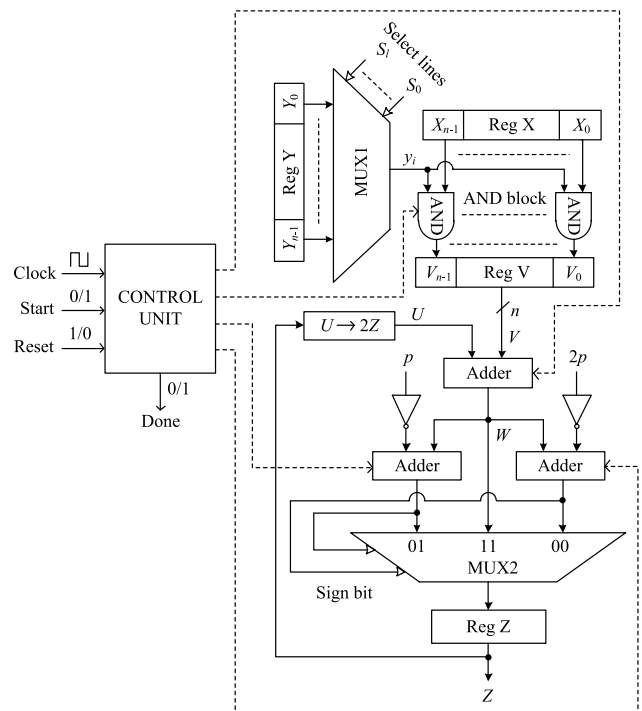 Select lines
S_l
S_0
Y_0
Reg Y
Y_{n-1}
MUX1
y_i
X_{n-1} Reg X X_0
AND AND block AND
V_{n-1} Reg V V_0
Clock
Start 0/1
Reset 1/0
CONTROL
UNIT
0/1
Done
U → 2Z
U
n
V
Adder
p
2p
W
Adder
Adder
01 11 00
MUX2
Sign bit
Reg Z
Z